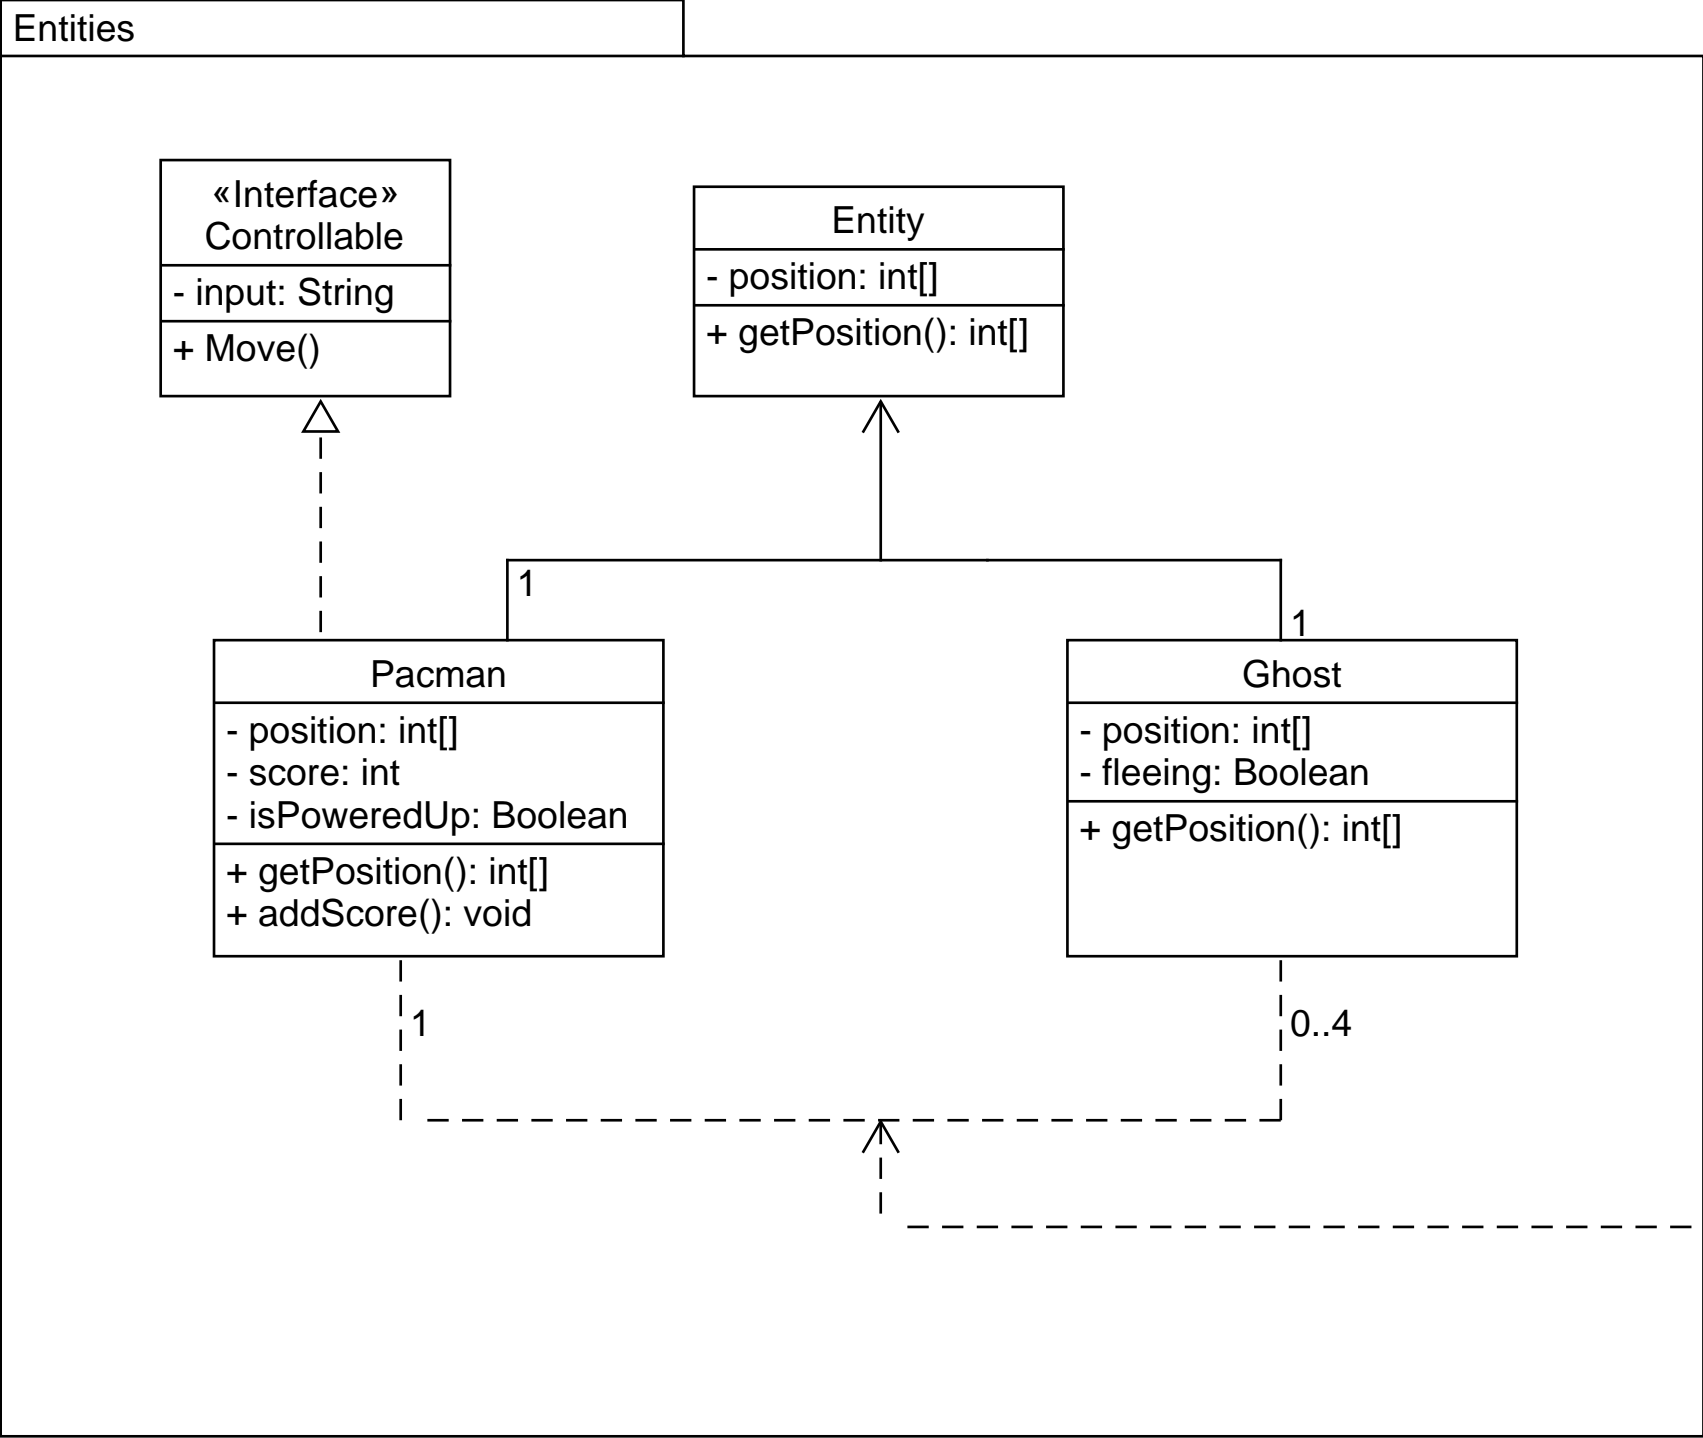 Entities
«Interface»
Controllable
- input: String
+ Move()
Entity
- position: int[]
+ getPosition(): int[]
1
1
Pacman
- position: int[]
- score: int
- isPoweredUp: Boolean
+ getPosition(): int[]
+ addScore(): void
Ghost
- position: int[]
- fleeing: Boolean
+ getPosition(): int[]
1
0..4